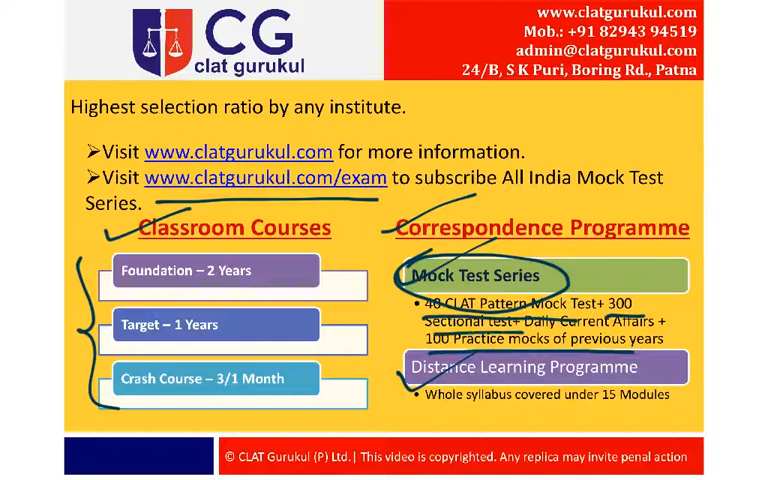 CG
clat gurukul
www.clatgurukul.com
Mob.: +91 82943 94519
admin@clatgurukul.com
24/B, S K Puri, Boring Rd., Patna
Highest selection ratio by any institute.
➢Visit www.clatgurukul.com for more information.
➢Visit www.clatgurukul.com/exam to subscribe All India Mock Test
Series.
Classroom Courses
Foundation – 2 Years
Target – 1 Years
Crash Course – 3/1 Month
Correspondence Programme
Mock Test Series
• 40 CLAT Pattern Mock Test+ 300
Sectional test+ Daily Current Affairs +
100 Practice mocks of previous years
Distance Learning Programme
• Whole syllabus covered under 15 Modules
© CLAT Gurukul (P) Ltd.| This video is copyrighted. Any replica may invite penal action